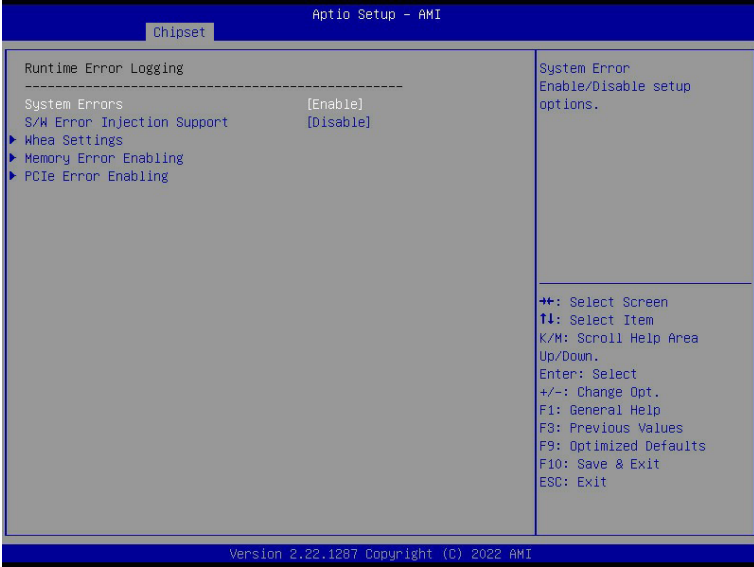 Aptio Setup - AMI
Chipset
Runtime Error Logging
------------------------------------------------
System Errors [Enable]
S/W Error Injection Support [Disable]
Whea Settings
Memory Error Enabling
PCIe Error Enabling
System Error
Enable/Disable setup
options.
→←: Select Screen
↑↓: Select Item
K/M: Scroll Help Area
Up/Down.
Enter: Select
+/-: Change Opt.
F1: General Help
F3: Previous Values
F9: Optimized Defaults
F10: Save & Exit
ESC: Exit
Version 2.22.1287 Copyright (C) 2022 AMI